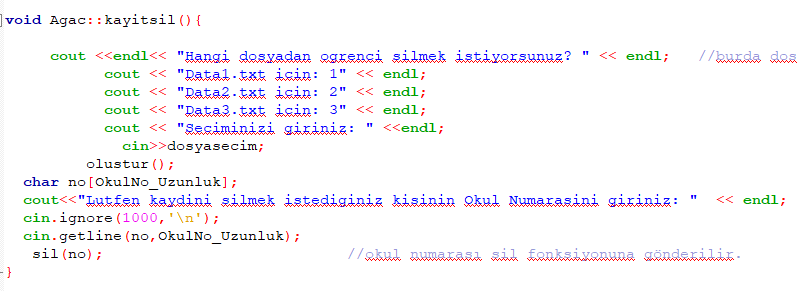 void Agac::kayitsil(){
cout <<endl<< "Hangi dosyadan ogrenci silmek istiyorsunuz? " << endl; //burda dos
cout << "Data1.txt icin: 1" << endl;
cout << "Data2.txt icin: 2" << endl;
cout << "Data3.txt icin: 3" << endl;
cout << "Seciminizi giriniz: " <<endl;
cin>>dosyasecim;
olustur();
char no[OkulNo_Uzunluk];
cout<<"Lutfen kaydini silmek istediginiz kisinin Okul Numarasini giriniz: " << endl;
cin.ignore(1000,'\n');
cin.getline(no,OkulNo_Uzunluk);
sil(no); //okul numarası sil fonksiyonuna gönderilir.
}